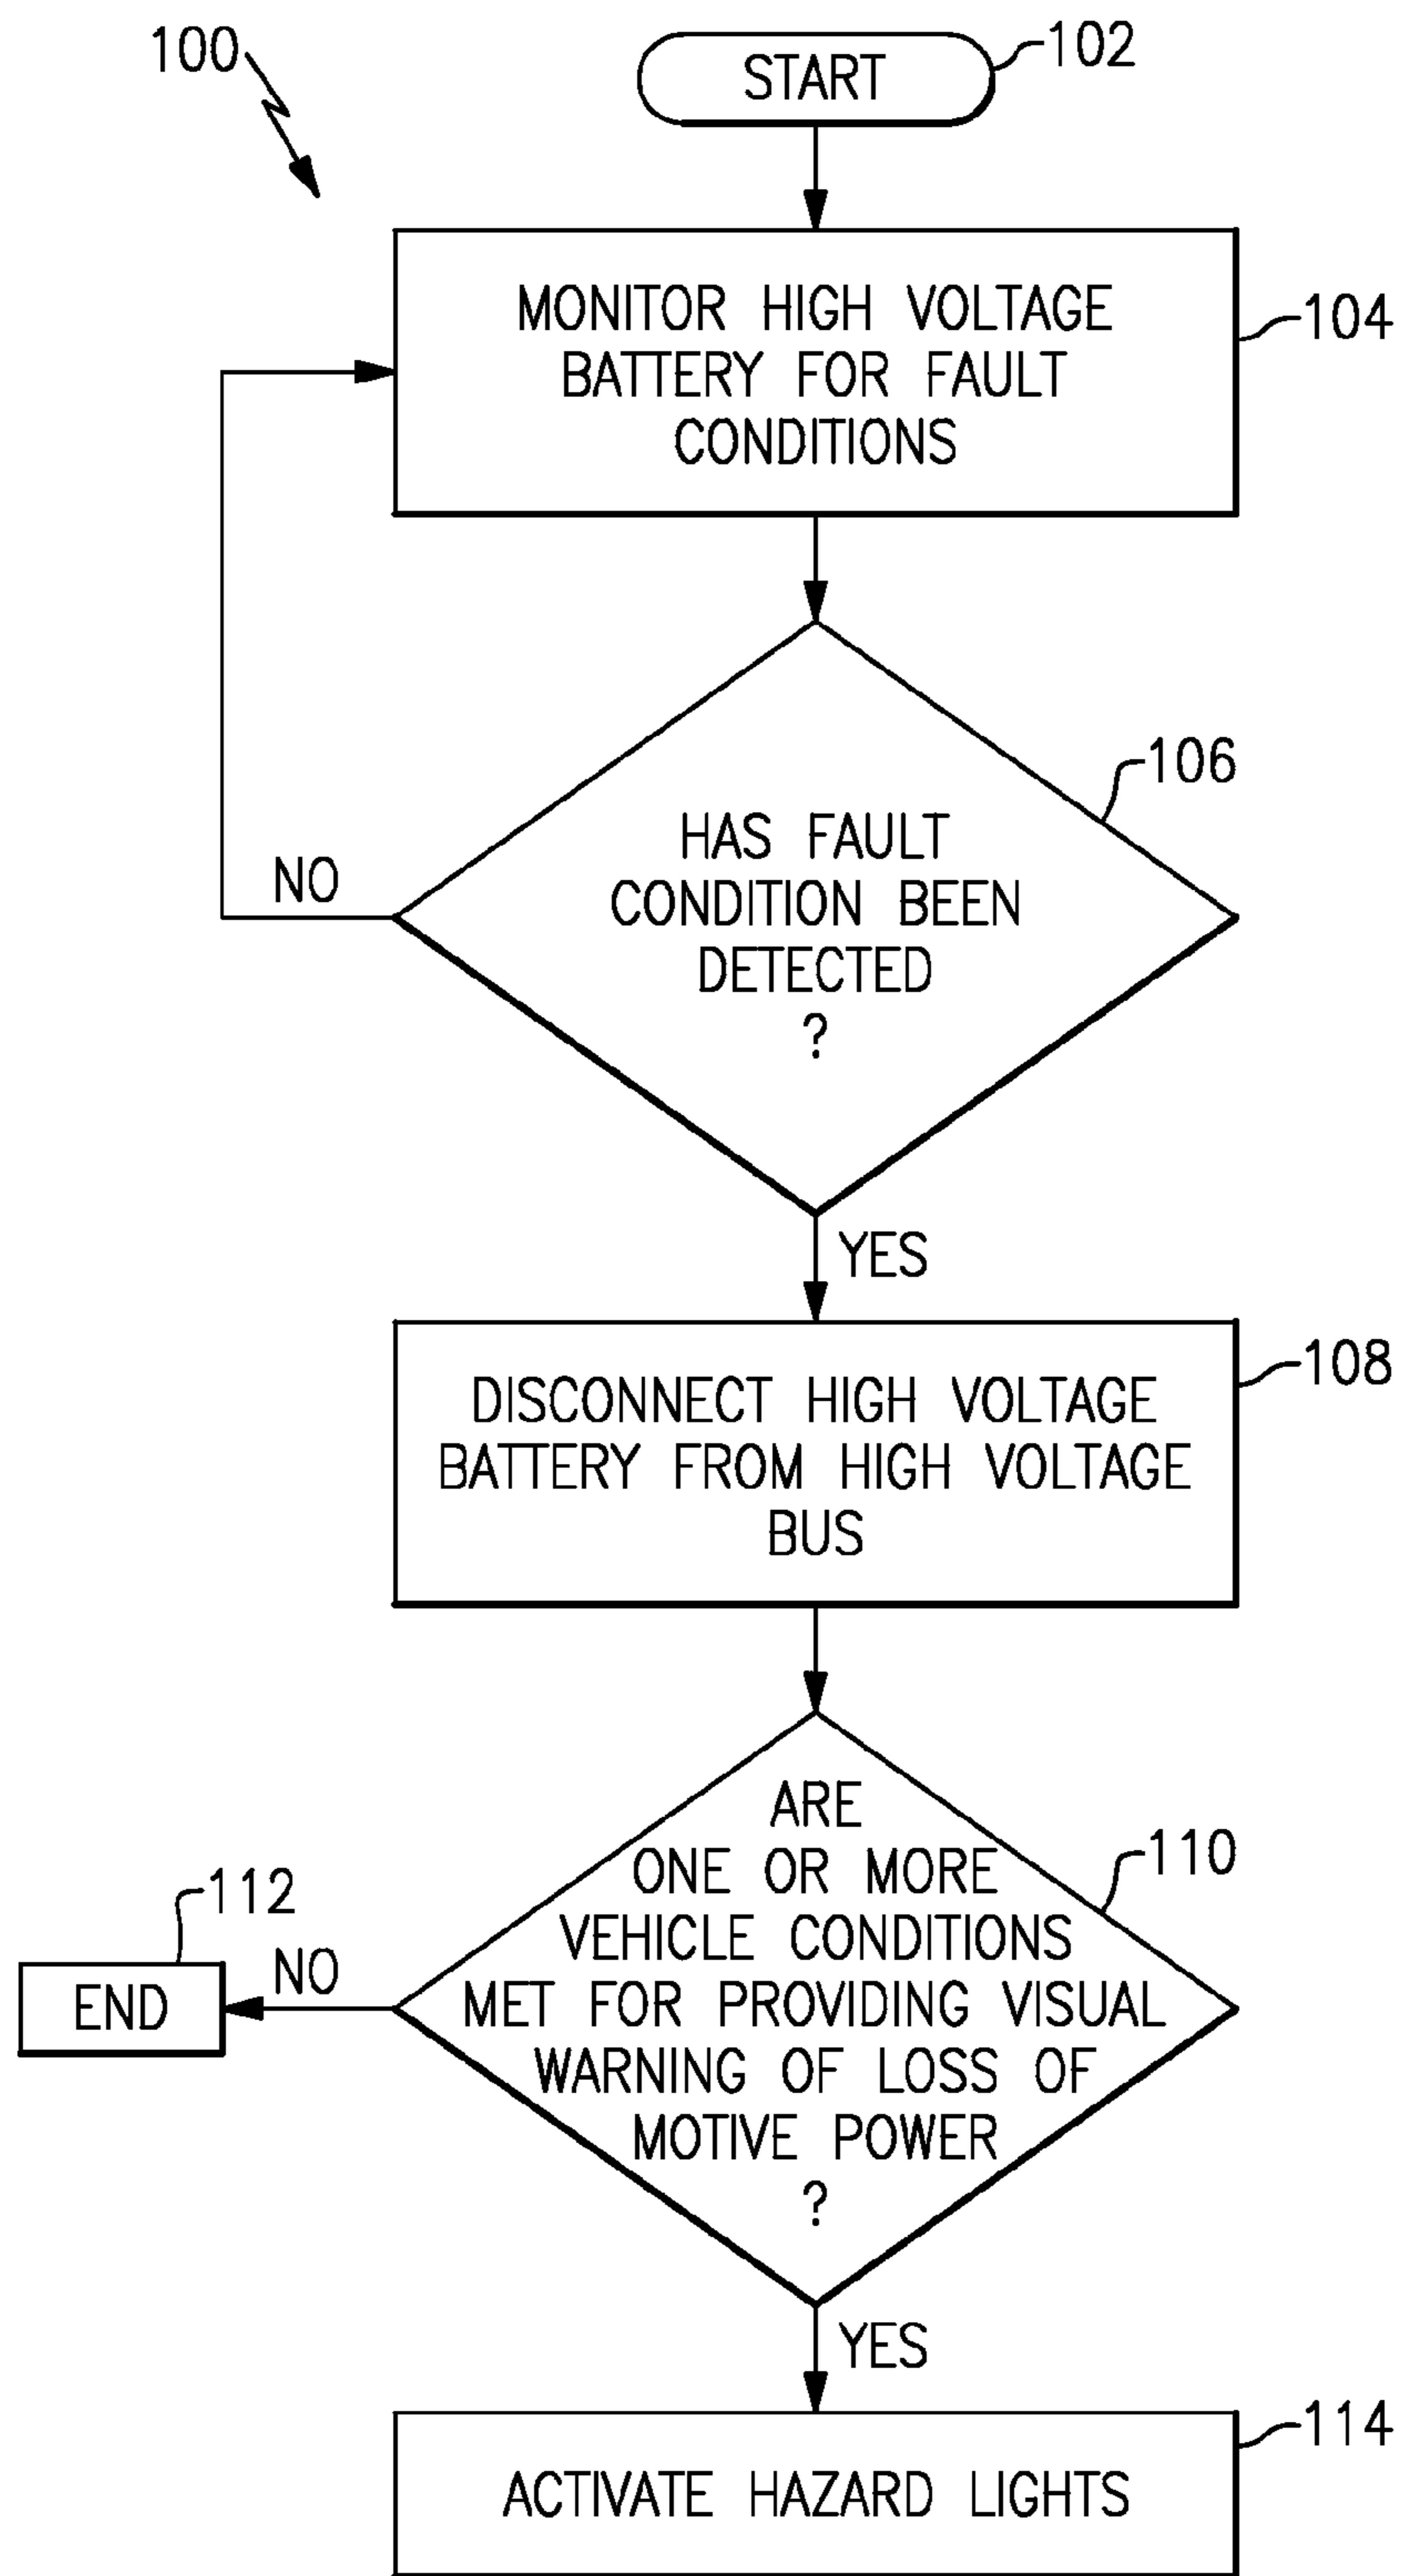 100
START
102
MONITOR HIGH VOLTAGE
BATTERY FOR FAULT
CONDITIONS
104
HAS FAULT
CONDITION BEEN
DETECTED
?
106
NO
YES
DISCONNECT HIGH VOLTAGE
BATTERY FROM HIGH VOLTAGE
BUS
108
ARE
ONE OR MORE
VEHICLE CONDITIONS
MET FOR PROVIDING VISUAL
WARNING OF LOSS OF
MOTIVE POWER
?
110
NO
112
END
YES
ACTIVATE HAZARD LIGHTS
114